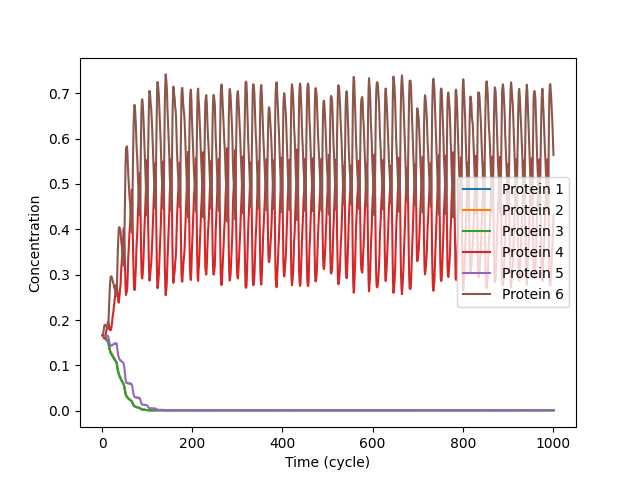 0.7
0.6
0.5
0.4
0.3
0.2
0.1
0.0
Concentration
0
200
400
600
800
1000
Time (cycle)
Protein 1
Protein 2
Protein 3
Protein 4
Protein 5
Protein 6